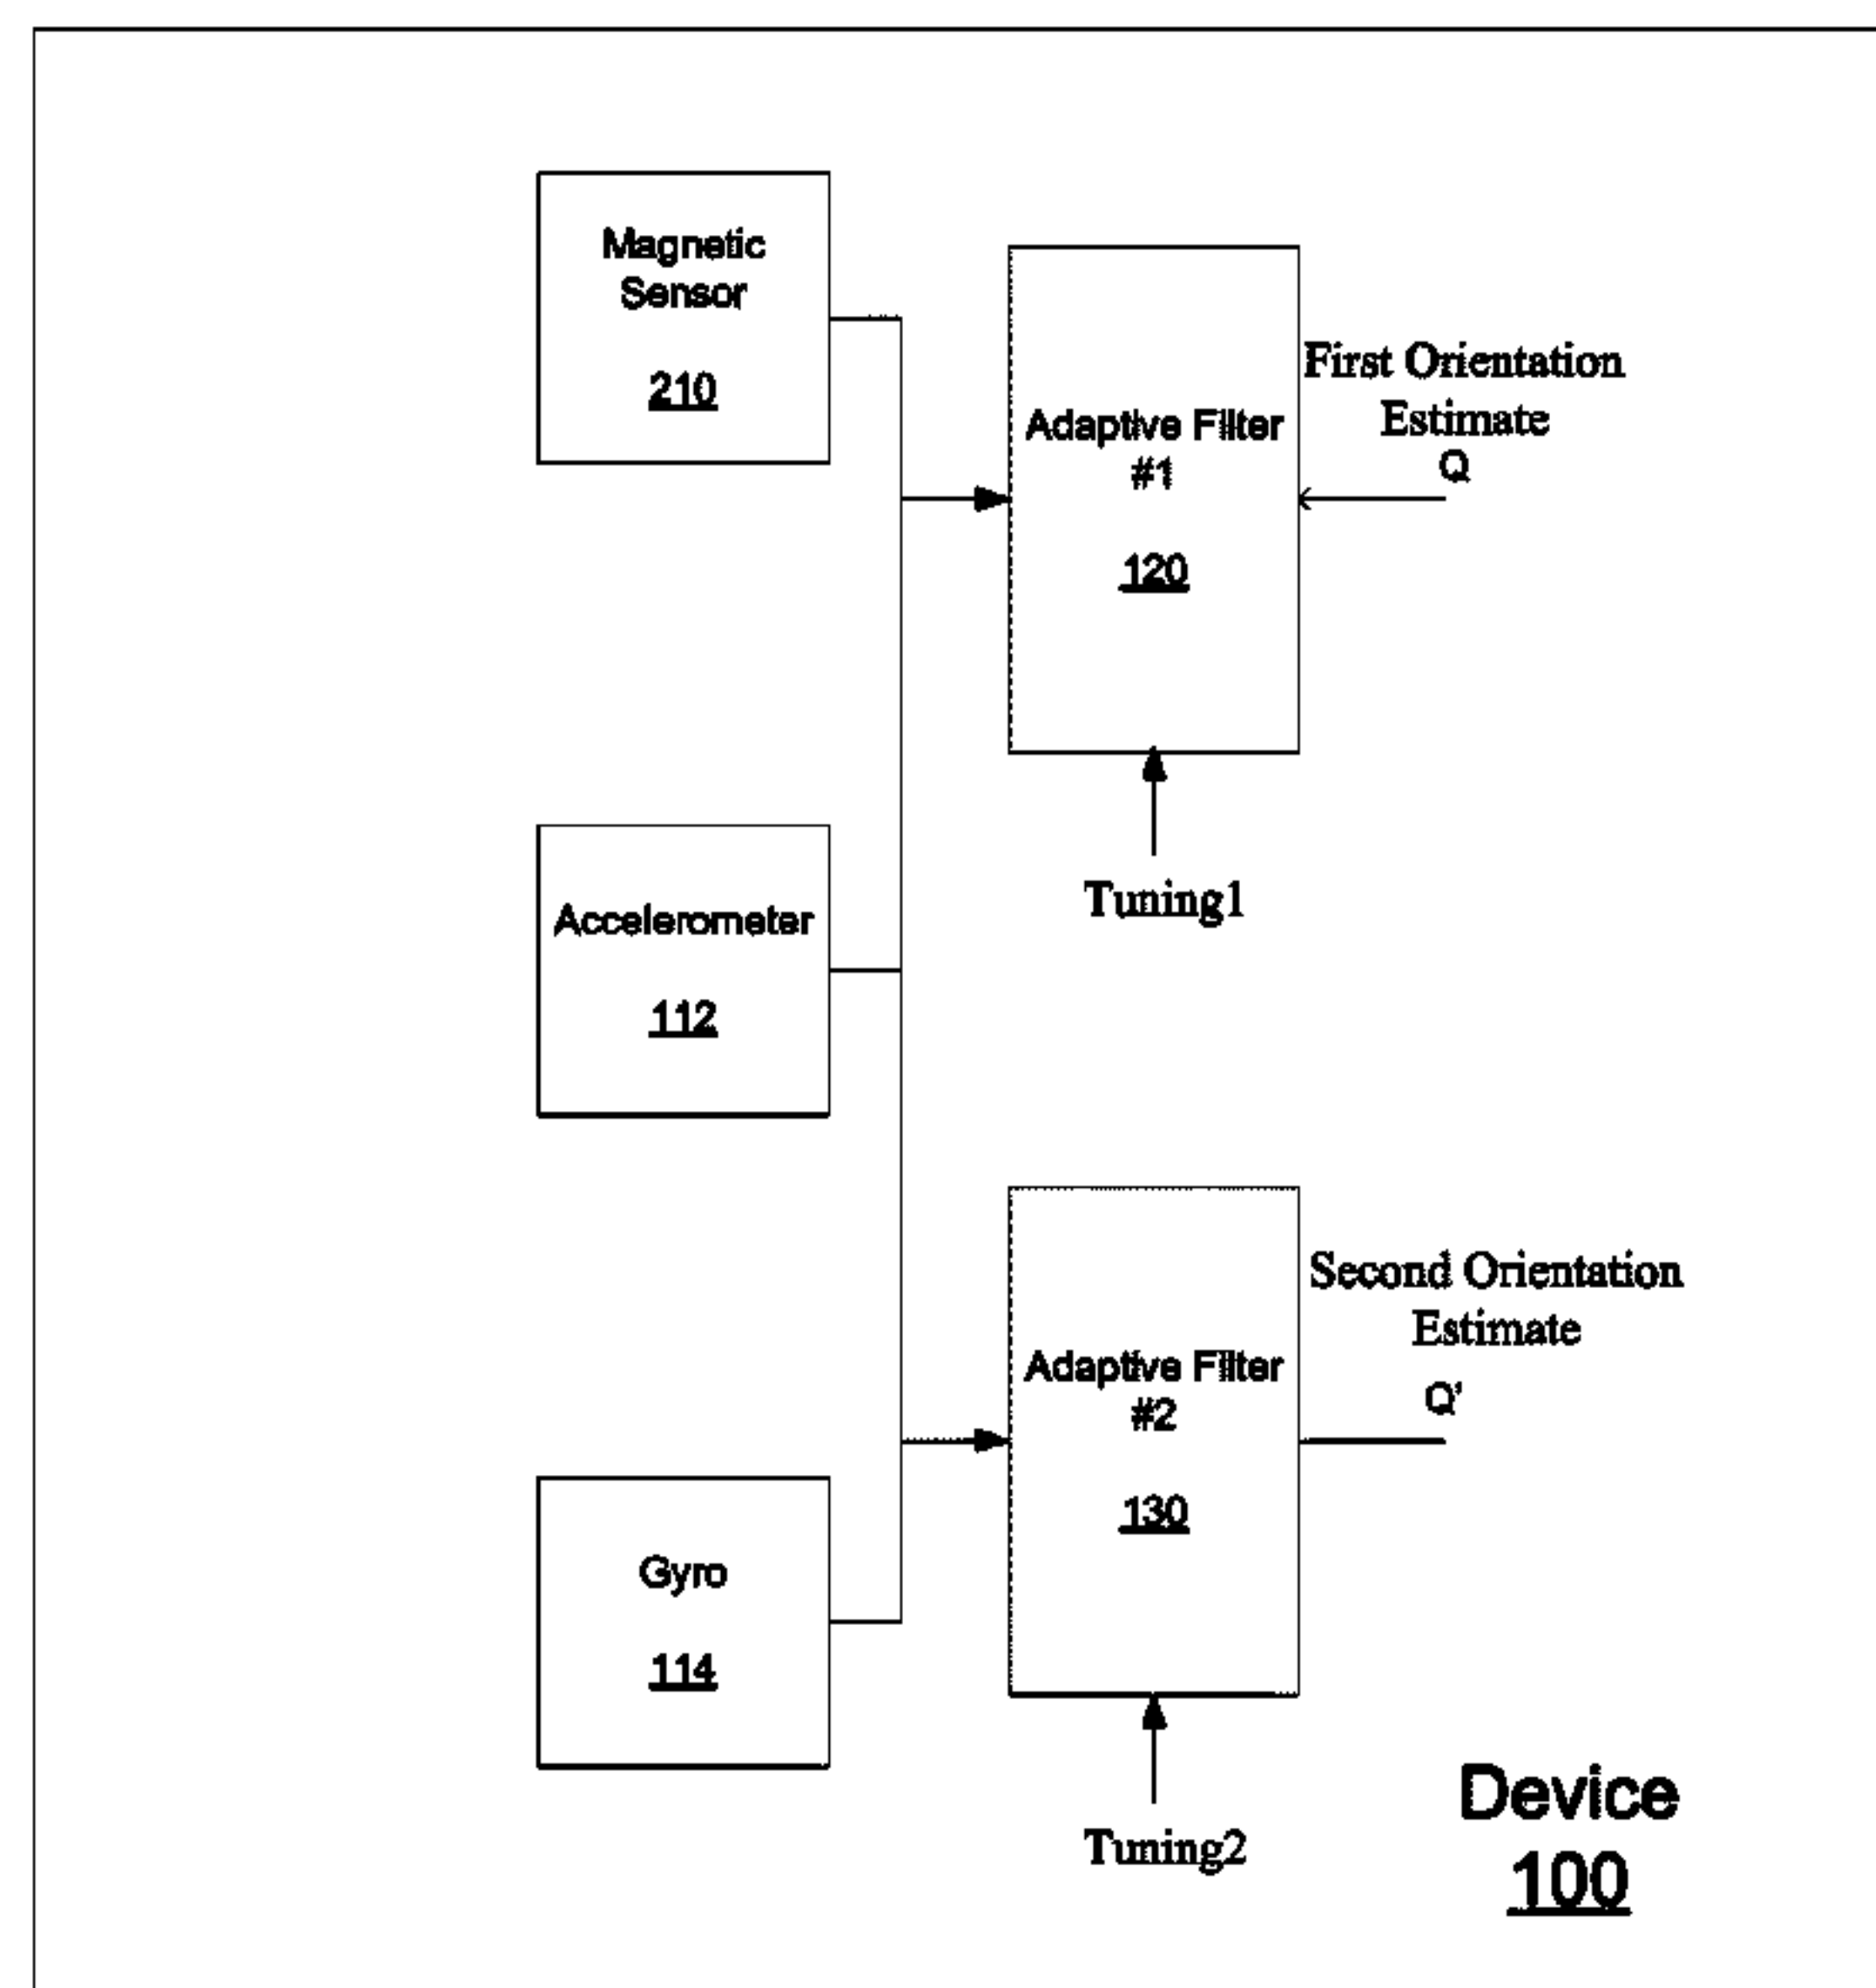 Magnetic
Sensor
210
Adaptive Filter
#1
120
First Orientation
Estimate
Q
Tuning1
Accelerometer
112
Adaptive Filter
#2
130
Second Orientation
Estimate
Q'
Gyro
114
Tuning2
Device
100